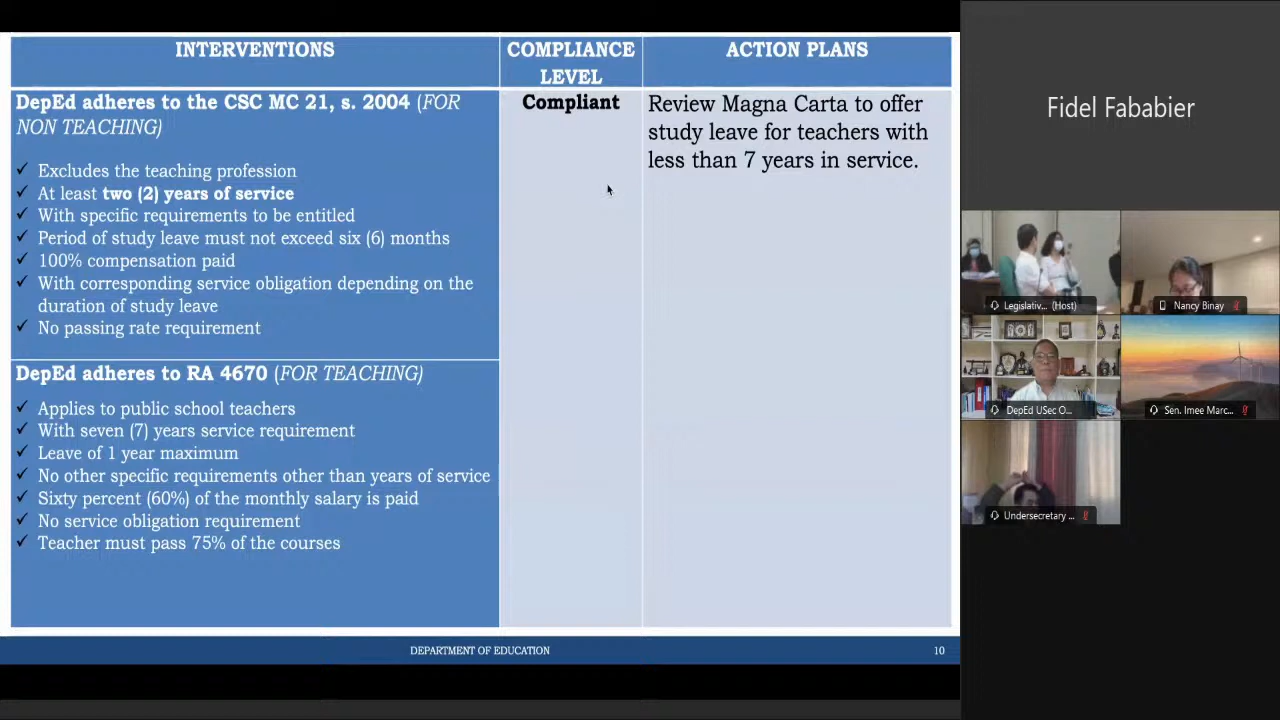 INTERVENTIONS
COMPLIANCE
LEVEL
ACTION PLANS
DepEd adheres to the CSC MC 21, s. 2004 (FOR
NON TEACHING)
✓ Excludes the teaching profession
✓ At least two (2) years of service
✓ With specific requirements to be entitled
✓ Period of study leave must not exceed six (6) months
✓ 100% compensation paid
✓ With corresponding service obligation depending on the
duration of study leave
✓ No passing rate requirement
Compliant
Review Magna Carta to offer
study leave for teachers with
less than 7 years in service.
DepEd adheres to RA 4670 (FOR TEACHING)
✓ Applies to public school teachers
✓ With seven (7) years service requirement
✓ Leave of 1 year maximum
✓ No other specific requirements other than years of service
✓ Sixty percent (60%) of the monthly salary is paid
✓ No service obligation requirement
✓ Teacher must pass 75% of the courses
DEPARTMENT OF EDUCATION
10
Fidel Fababier
Legislativ... (Host)
Nancy Binay
DepEd USec O...
Sen. Imee Marc...
Undersecretary ...